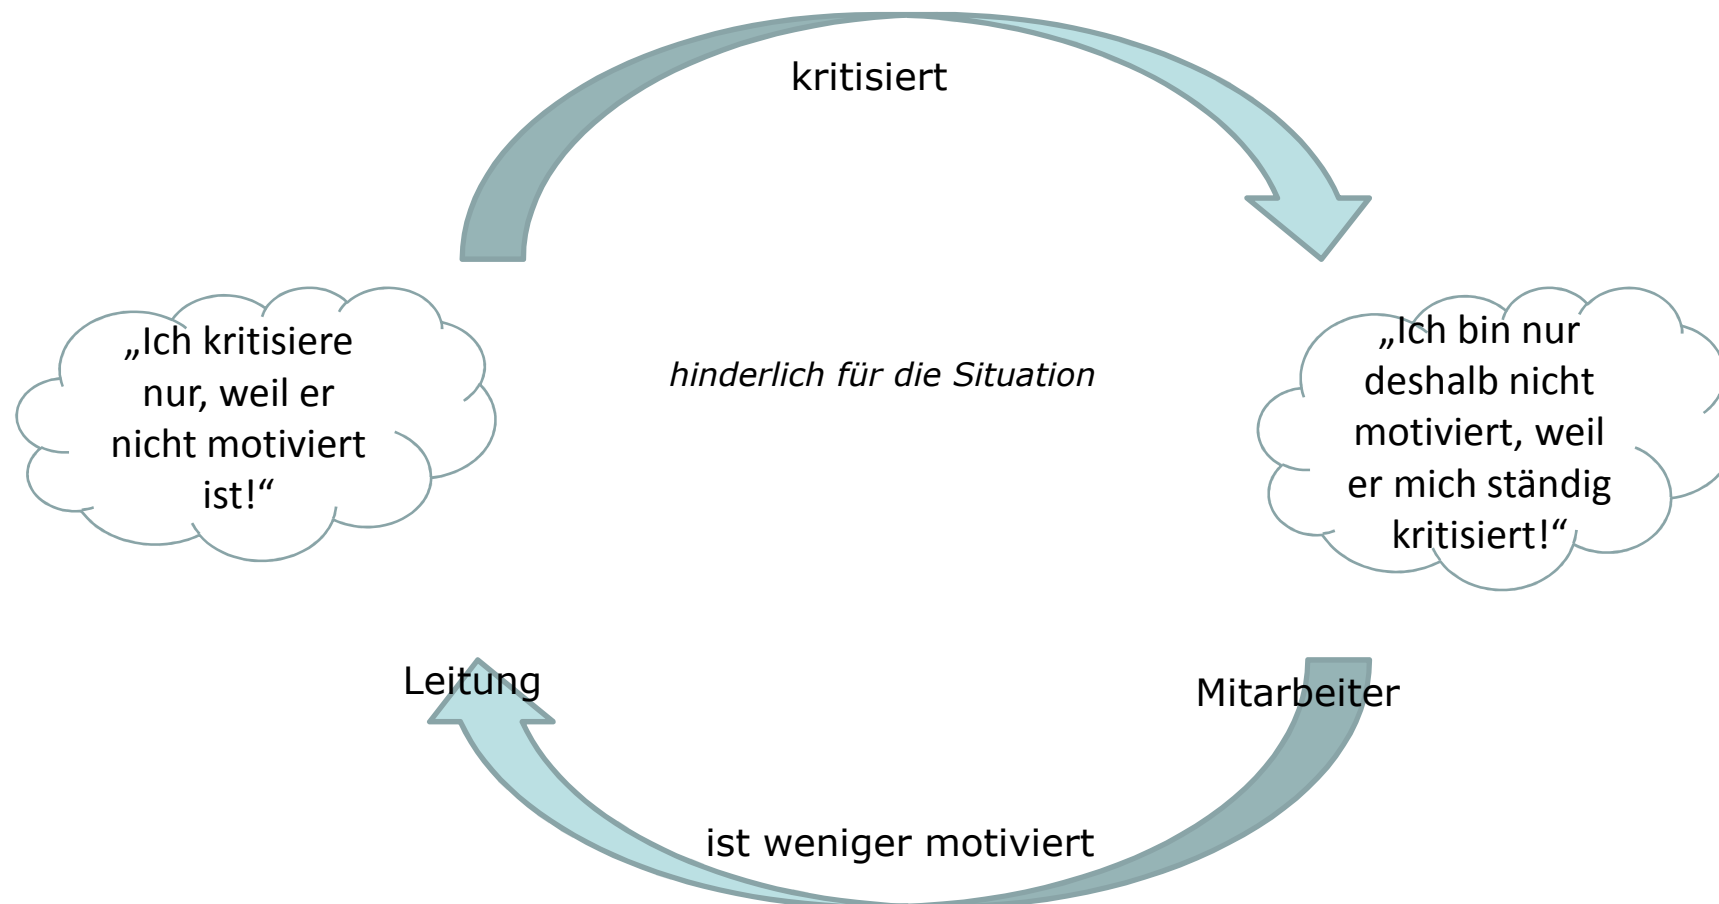 kritisiert
„Ich kritisiere
nur, weil er
nicht motiviert
ist!“
hinderlich für die Situation
„Ich bin nur
deshalb nicht
motiviert, weil
er mich ständig
kritisiert!“
Leitung
Mitarbeiter
ist weniger motiviert